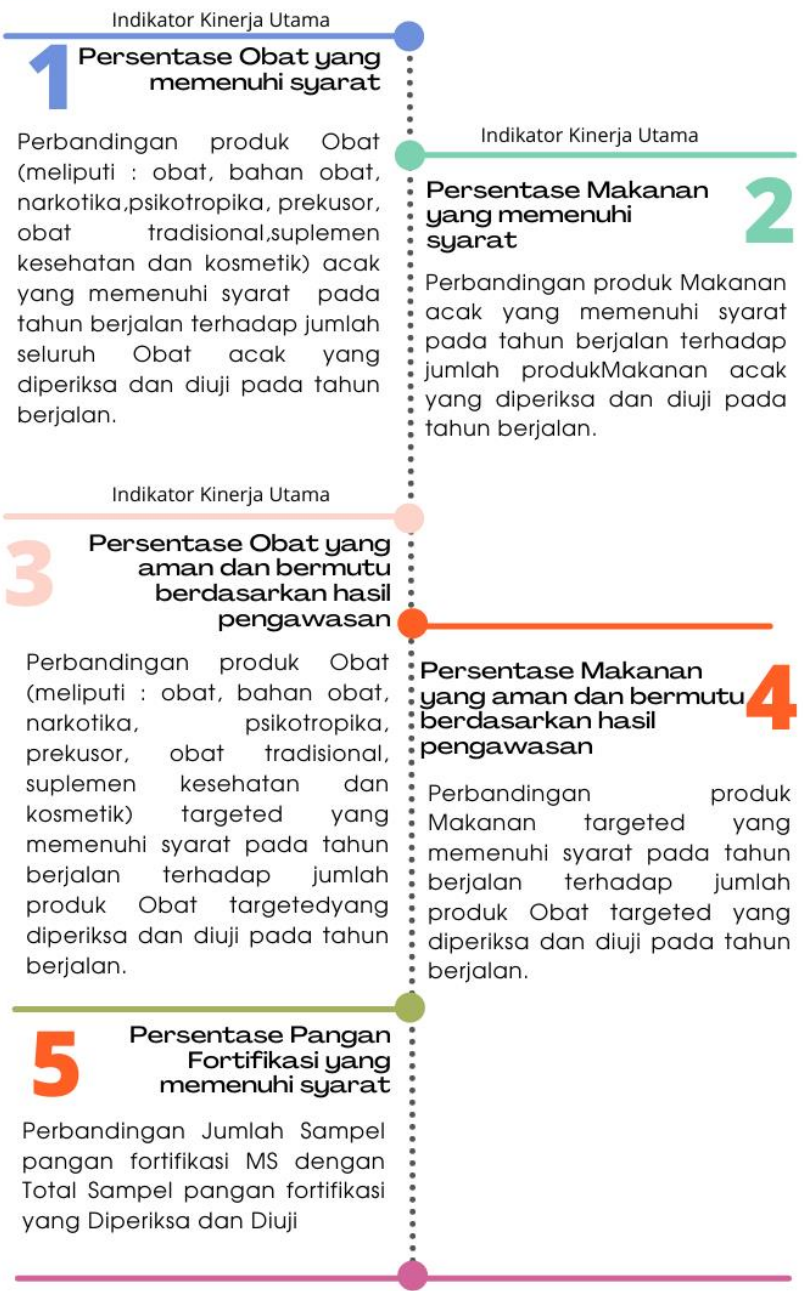 Indikator Kinerja Utama
1
Persentase Obat yang
memenuhi syarat
Perbandingan produk Obat
(meliputi : obat, bahan obat,
narkotika,psikotropika, prekusor,
obat tradisional,suplemen
kesehatan dan kosmetik) acak
yang memenuhi syarat pada
tahun berjalan terhadap jumlah
seluruh Obat acak yang
diperiksa dan diuji pada tahun
berjalan.
Indikator Kinerja Utama
2
Persentase Makanan
yang memenuhi
syarat
Perbandingan produk Makanan
acak yang memenuhi syarat
pada tahun berjalan terhadap
jumlah produkMakanan acak
yang diperiksa dan diuji pada
tahun berjalan.
Indikator Kinerja Utama
3
Persentase Obat yang
aman dan bermutu
berdasarkan hasil
pengawasan
Perbandingan produk Obat
(meliputi : obat, bahan obat,
narkotika, psikotropika,
prekusor, obat tradisional,
suplemen kesehatan dan
kosmetik) targeted yang
memenuhi syarat pada tahun
berjalan terhadap jumlah
produk Obat targetedyang
diperiksa dan diuji pada tahun
berjalan.
4
Persentase Makanan
yang aman dan bermutu
berdasarkan hasil
pengawasan
Perbandingan produk
Makanan targeted yang
memenuhi syarat pada tahun
berjalan terhadap jumlah
produk Obat targeted yang
diperiksa dan diuji pada tahun
berjalan.
5
Persentase Pangan
Fortifikasi yang
memenuhi syarat
Perbandingan Jumlah Sampel
pangan fortifikasi MS dengan
Total Sampel pangan fortifikasi
yang Diperiksa dan Diuji